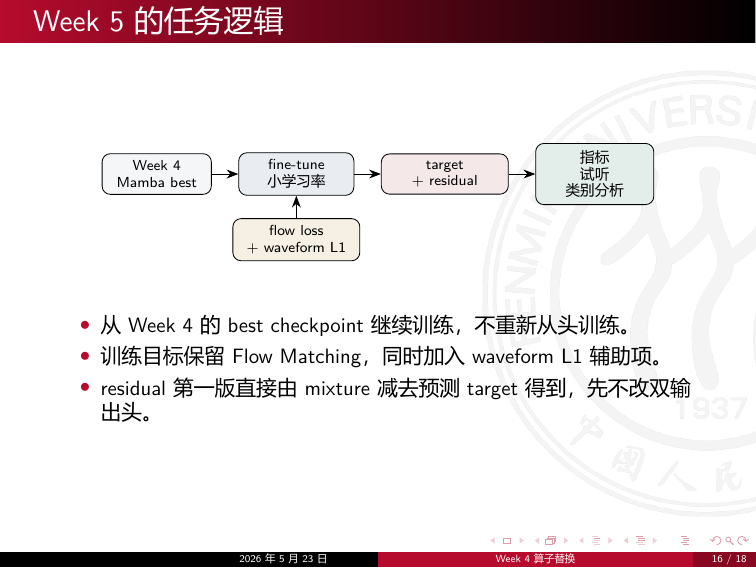 Week 5 的任务逻辑
Week 4
Mamba best
fine-tune
小学习率
target
+ residual
指标
试听
类别分析
flow loss
+ waveform L1
• 从 Week 4 的 best checkpoint 继续训练，不重新从头训练。
• 训练目标保留 Flow Matching，同时加入 waveform L1 辅助项。
• residual 第一版直接由 mixture 减去预测 target 得到，先不改双输
出头。
1937
中国人民
2026 年 5 月 23 日
Week 4 算子替换
16 / 18